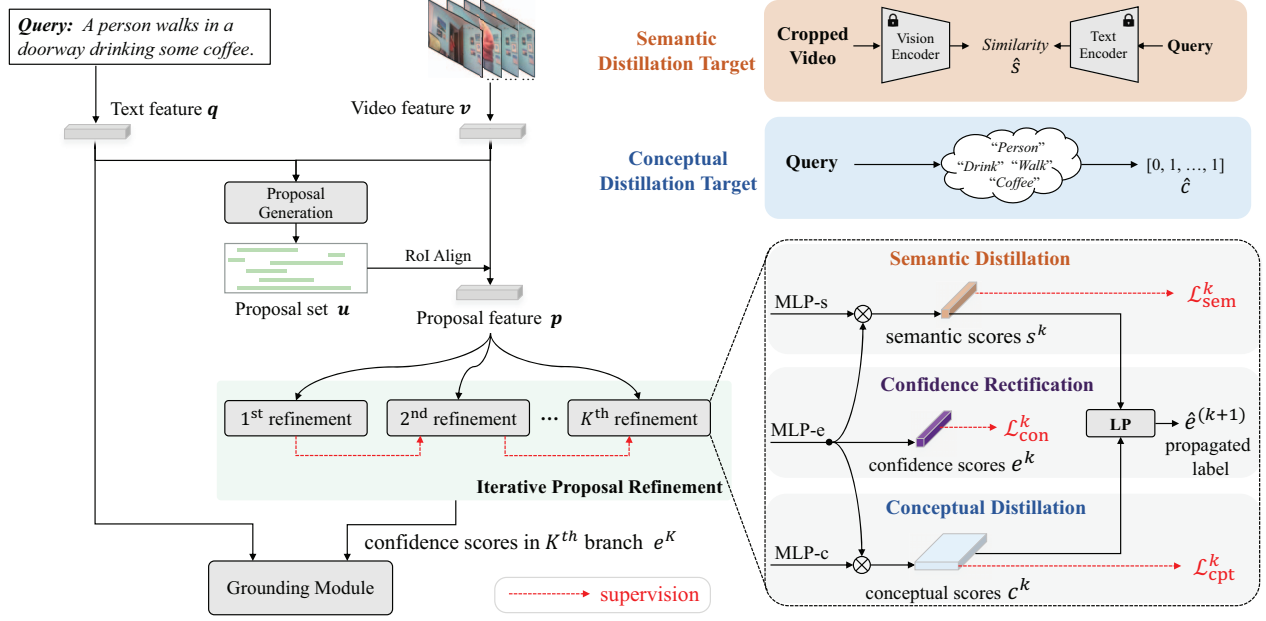 Query: A person walks in a
doorway drinking some coffee.
Text feature q
Video feature v
Proposal
Generation
RoI Align
Proposal set u
Proposal feature p
1st refinement
2nd refinement
...
Kth refinement
Iterative Proposal Refinement
confidence scores in Kth branch e^K
Grounding Module
supervision
Semantic
Distillation Target
Cropped
Video
Vision
Encoder
Similarity
ŝ
Text
Encoder
Query
Conceptual
Distillation Target
Query
“Person”
“Drink” “Walk”
“Coffee”
[0, 1, …, 1]
ĉ
Semantic Distillation
MLP-s
semantic scores s^k
ℒ^k_sem
Confidence Rectification
MLP-e
confidence scores e^k
ℒ^k_con
LP
ê^(k+1)
propagated
label
Conceptual Distillation
MLP-c
conceptual scores c^k
ℒ^k_cpt